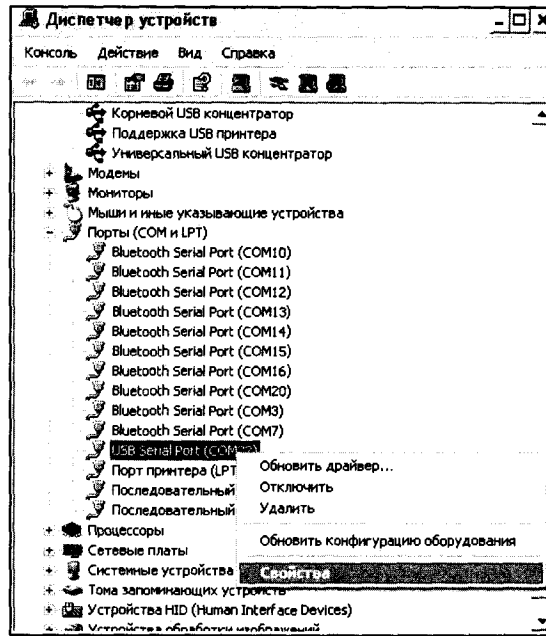 Диспетчер устройств
Консоль Действие Вид Справка
Корневой USB концентратор
Поддержка USB принтера
Универсальный USB концентратор
Модемы
Мониторы
Мыши и иные указывающие устройства
Порты (COM и LPT)
Bluetooth Serial Port (COM10)
Bluetooth Serial Port (COM11)
Bluetooth Serial Port (COM12)
Bluetooth Serial Port (COM13)
Bluetooth Serial Port (COM14)
Bluetooth Serial Port (COM15)
Bluetooth Serial Port (COM16)
Bluetooth Serial Port (COM20)
Bluetooth Serial Port (COM3)
Bluetooth Serial Port (COM7)
USB Serial Port
Порт принтера (LPT
Последовательный
Последовательный
Обновить драйвер...
Отключить
Удалить
Обновить конфигурацию оборудования
Свойства
Процессоры
Сетевые платы
Системные устройства
Тома запоминающих устройств
Устройства HID (Human Interface Devices)
Устройства обработки изображений